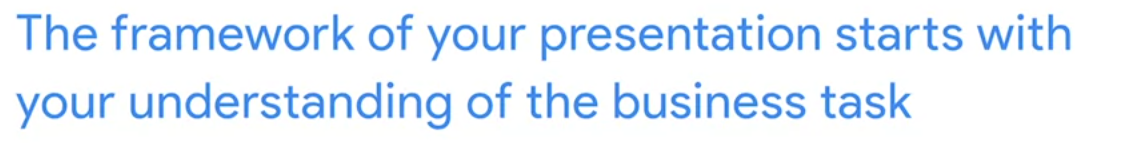 The framework of your presentation starts with
your understanding of the business task